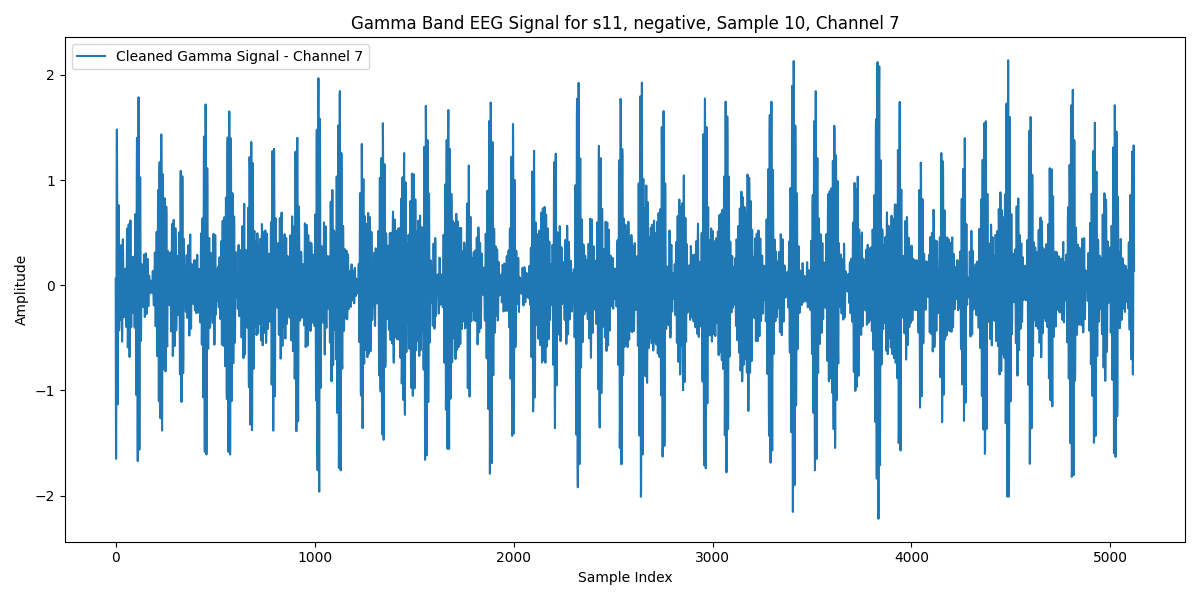 Gamma Band EEG Signal for s11, negative, Sample 10, Channel 7
Cleaned Gamma Signal - Channel 7
Amplitude
2
1
0
−1
−2
0 1000 2000 3000 4000 5000
Sample Index